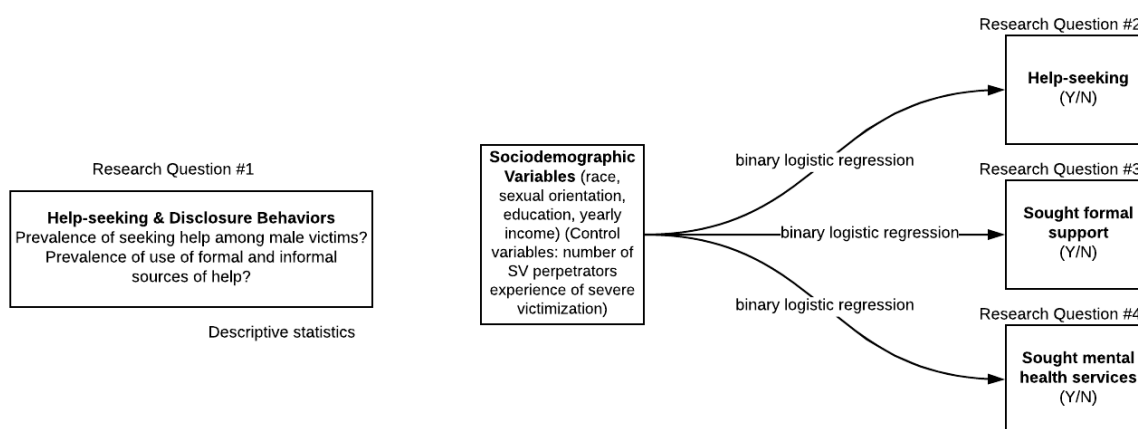 Research Question #1
Help-seeking & Disclosure Behaviors
Prevalence of seeking help among male victims?
Prevalence of use of formal and informal
sources of help?
Descriptive statistics
Sociodemographic
Variables (race,
sexual orientation,
education, yearly
income) (Control
variables: number of
SV perpetrators
experience of severe
victimization)
binary logistic regression
binary logistic regression
binary logistic regression
Research Question #2
Help-seeking
(Y/N)
Research Question #3
Sought formal
support
(Y/N)
Research Question #4
Sought mental
health services
(Y/N)